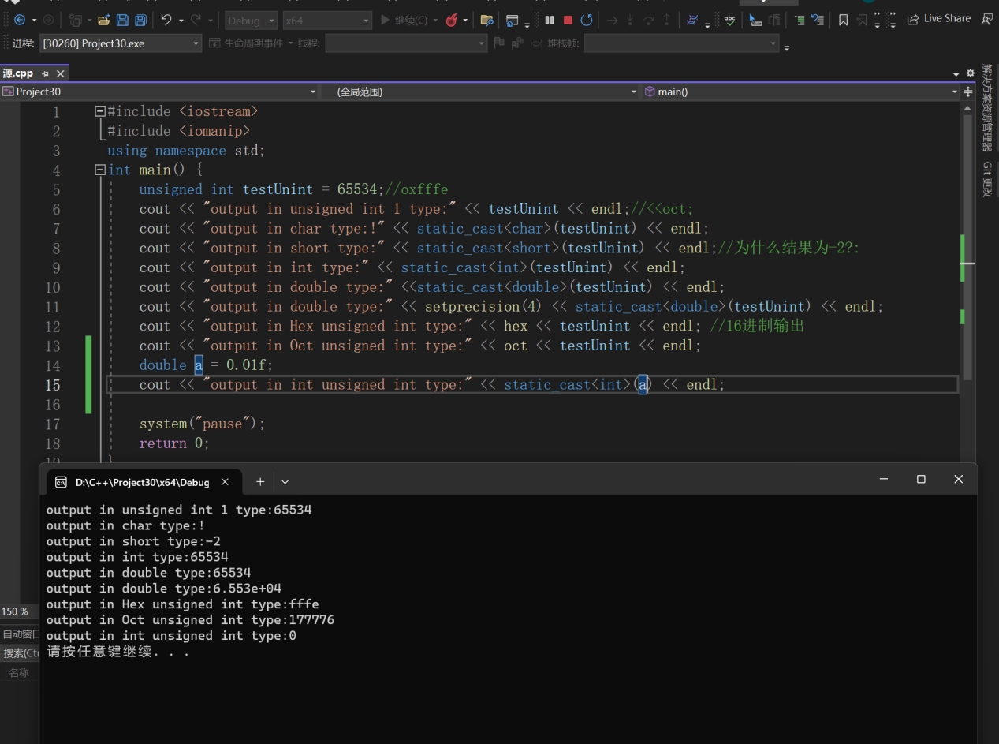 Debug x64 继续(C) Live Share
进程: [30260] Project30.exe 生命周期事件 线程: 堆栈帧:
源.cpp
Project30 (全局范围) main()
解决方案资源管理器
Git 更改
1 #include <iostream>
2 #include <iomanip>
3 using namespace std;
4 int main() {
5 unsigned int testUnint = 65534;//oxfffe
6 cout << "output in unsigned int 1 type:" << testUnint << endl;//<<oct;
7 cout << "output in char type:!" << static_cast<char>(testUnint) << endl;
8 cout << "output in short type:" << static_cast<short>(testUnint) << endl;//为什么结果为-2?:
9 cout << "output in int type:" << static_cast<int>(testUnint) << endl;
10 cout << "output in double type:" <<static_cast<double>(testUnint) << endl;
11 cout << "output in double type:" << setprecision(4) << static_cast<double>(testUnint) << endl;
12 cout << "output in Hex unsigned int type:" << hex << testUnint << endl; //16进制输出
13 cout << "output in Oct unsigned int type:" << oct << testUnint << endl;
14 double a = 0.01f;
15 cout << "output in int unsigned int type:" << static_cast<int>(a) << endl;
16
17 system("pause");
18 return 0;
19 }
150 %
自动窗口
搜索(Ct
名称
D:\C++\Project30\x64\Debug
output in unsigned int 1 type:65534
output in char type:!
output in short type:-2
output in int type:65534
output in double type:65534
output in double type:6.553e+04
output in Hex unsigned int type:fffe
output in Oct unsigned int type:177776
output in int unsigned int type:0
请按任意键继续. . .